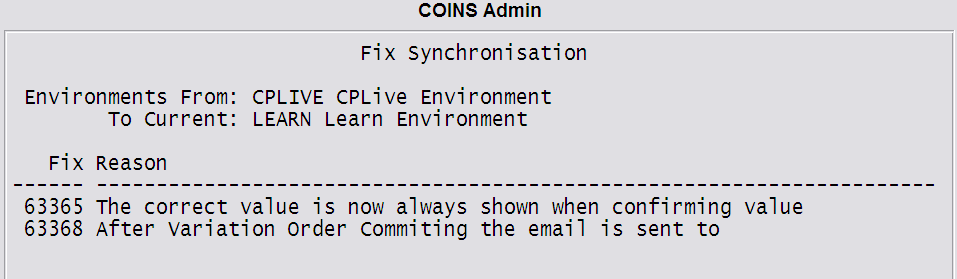 COINS Admin
Fix Synchronisation
Environments From: CPLIVE CPLive Environment
To Current: LEARN Learn Environment
Fix Reason
------ ----------------------------------------------------------------------
63365 The correct value is now always shown when confirming value
63368 After Variation Order Commiting the email is sent to